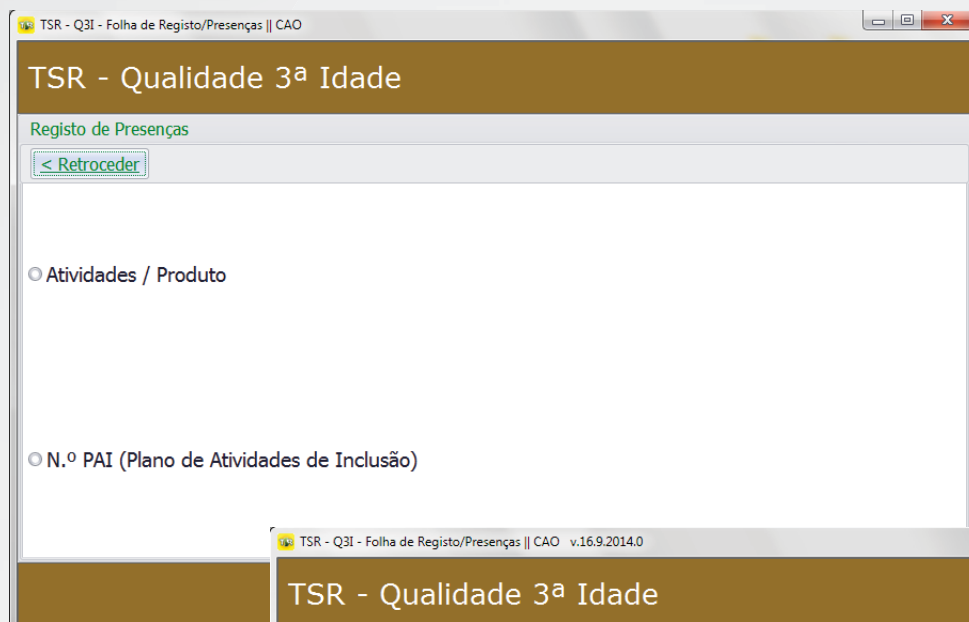 TSR - Q3I - Folha de Registo/Presenças || CAO
TSR - Qualidade 3ª Idade
Registo de Presenças
< Retroceder
Atividades / Produto
N.º PAI (Plano de Atividades de Inclusão)
TSR - Q3I - Folha de Registo/Presenças || CAO v.16.9.2014.0
TSR - Qualidade 3ª Idade